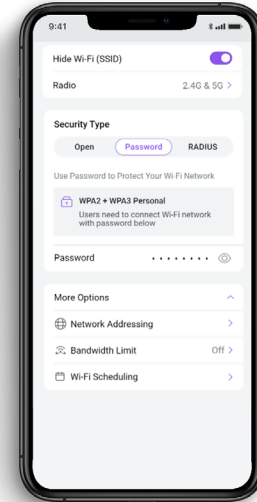 9:41
Hide Wi-Fi (SSID)
Radio 2.4G & 5G >
Security Type
Open Password RADIUS
Use Password to Protect Your Wi-Fi Network
WPA2 + WPA3 Personal
Users need to connect Wi-Fi network
with password below
Password ········
More Options
Network Addressing >
Bandwidth Limit Off >
Wi-Fi Scheduling >